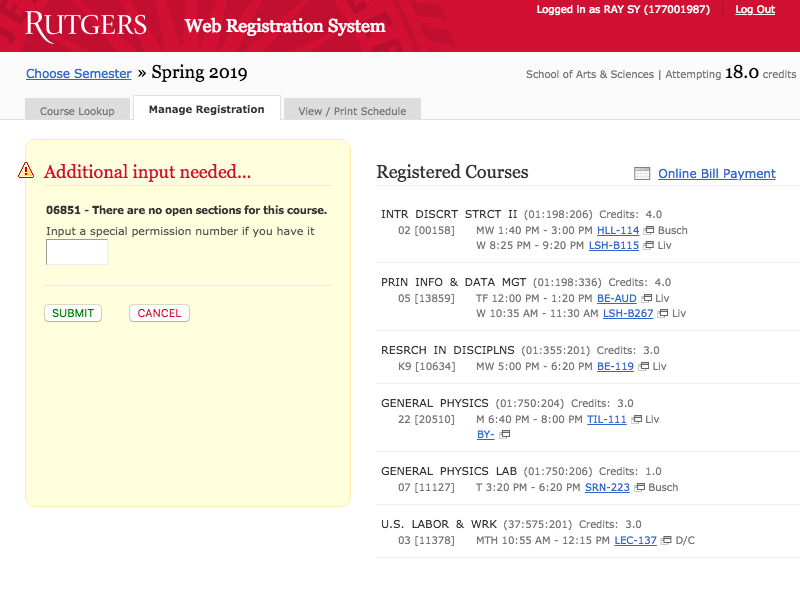 RUTGERS
Web Registration System
Logged in as RAY SY (177001987) | Log Out
Choose Semester » Spring 2019
School of Arts & Sciences | Attempting 18.0 credits
Course Lookup
Manage Registration
View / Print Schedule
Additional input needed...
06851 - There are no open sections for this course.
Input a special permission number if you have it
SUBMIT
CANCEL
Registered Courses
Online Bill Payment
INTR DISCRT STRCT II (01:198:206) Credits: 4.0
02 [00158] MW 1:40 PM - 3:00 PM HLL-114 Busch
W 8:25 PM - 9:20 PM LSH-B115 Liv
PRIN INFO & DATA MGT (01:198:336) Credits: 4.0
05 [13859] TF 12:00 PM - 1:20 PM BE-AUD Liv
W 10:35 AM - 11:30 AM LSH-B267 Liv
RESRCH IN DISCIPLNS (01:355:201) Credits: 3.0
K9 [10634] MW 5:00 PM - 6:20 PM BE-119 Liv
GENERAL PHYSICS (01:750:204) Credits: 3.0
22 [20510] M 6:40 PM - 8:00 PM TIL-111 Liv
BY-
GENERAL PHYSICS LAB (01:750:206) Credits: 1.0
07 [11127] T 3:20 PM - 6:20 PM SRN-223 Busch
U.S. LABOR & WRK (37:575:201) Credits: 3.0
03 [11378] MTH 10:55 AM - 12:15 PM LEC-137 D/C